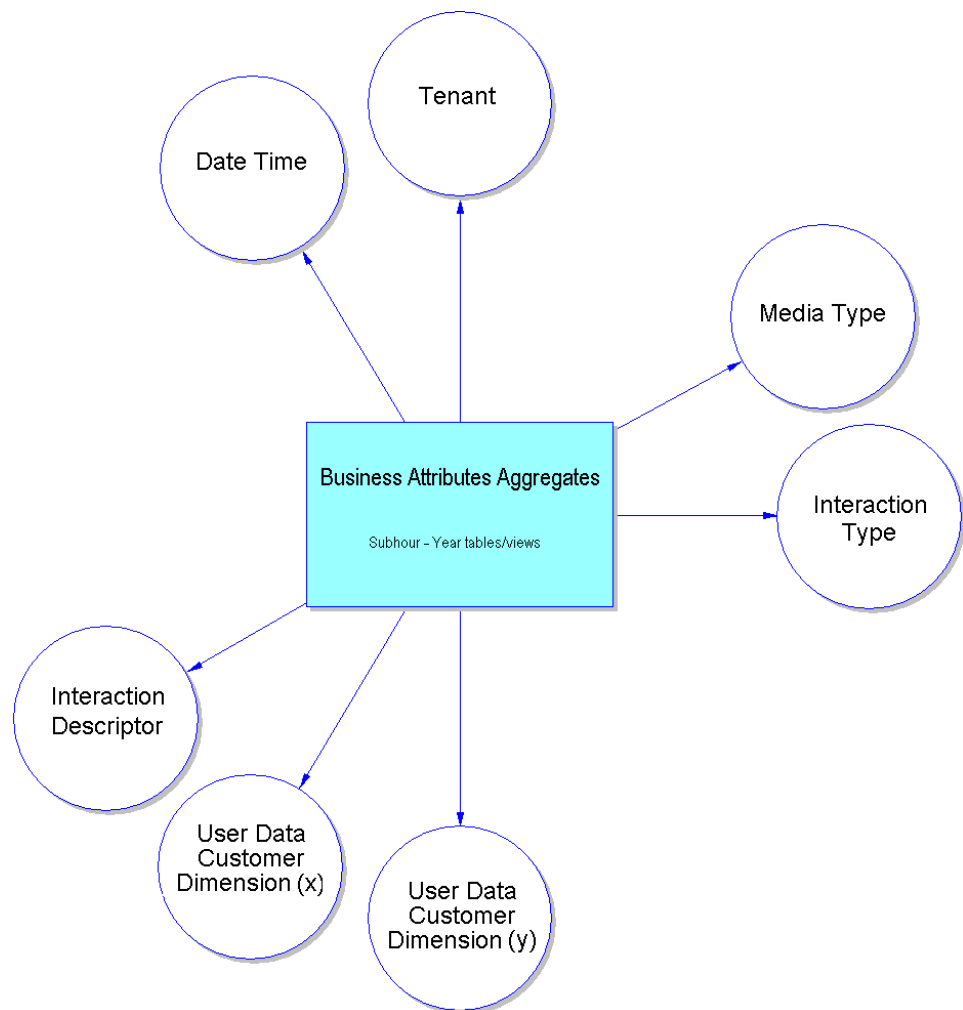 Tenant
Date Time
Media Type
Business Attributes Aggregates
Subhour - Year tables/views
Interaction
Type
Interaction
Descriptor
User Data
Customer
Dimension (x)
User Data
Customer
Dimension (y)